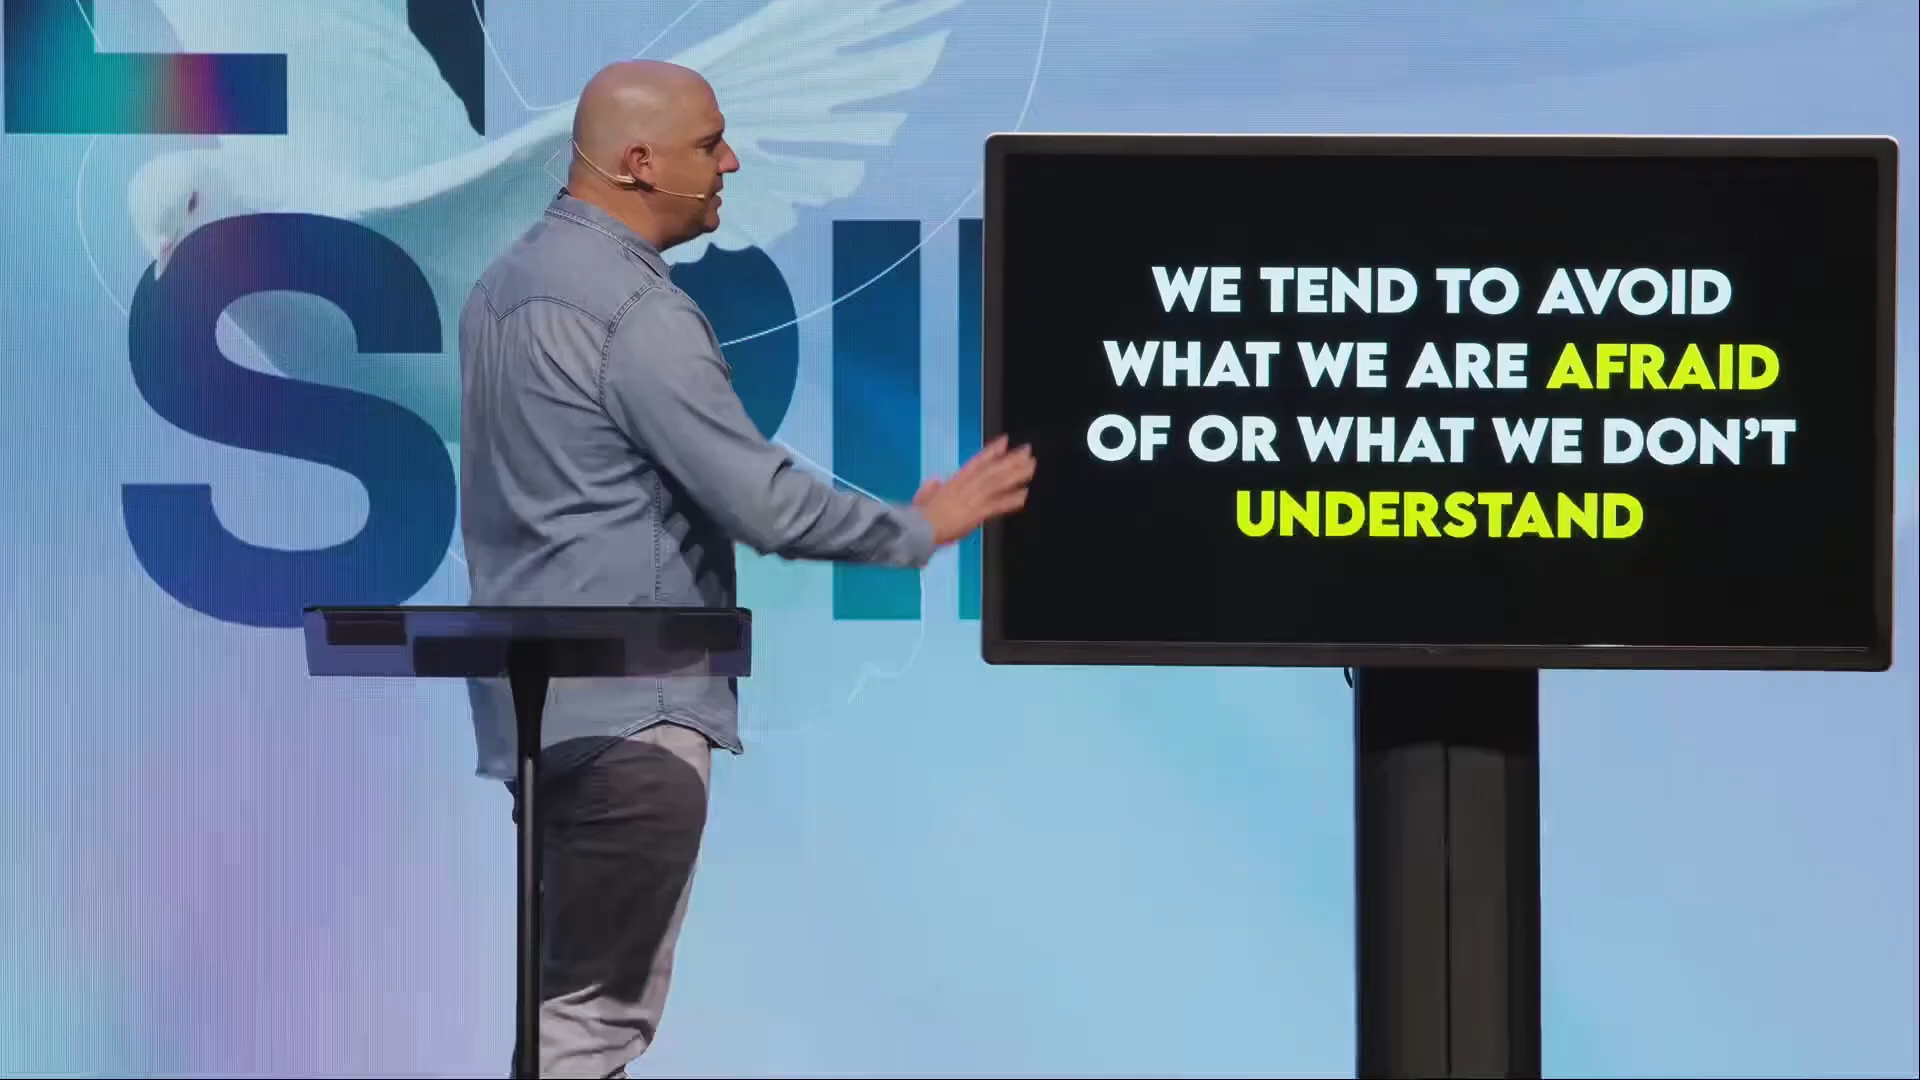 WE TEND TO AVOID
WHAT WE ARE AFRAID
OF OR WHAT WE DON'T
UNDERSTAND